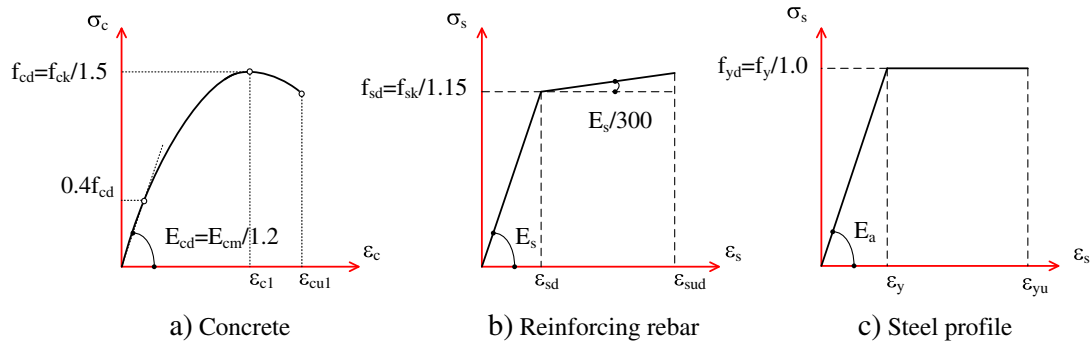 σc
fcd=fck/1.5
0.4fcd
Ecd=Ecm/1.2
εc
εc1
εcu1
a) Concrete
σs
fsd=fsk/1.15
Es/300
Es
εs
εsd
εsud
b) Reinforcing rebar
σs
fyd=fy/1.0
Ea
εs
εy
εyu
c) Steel profile